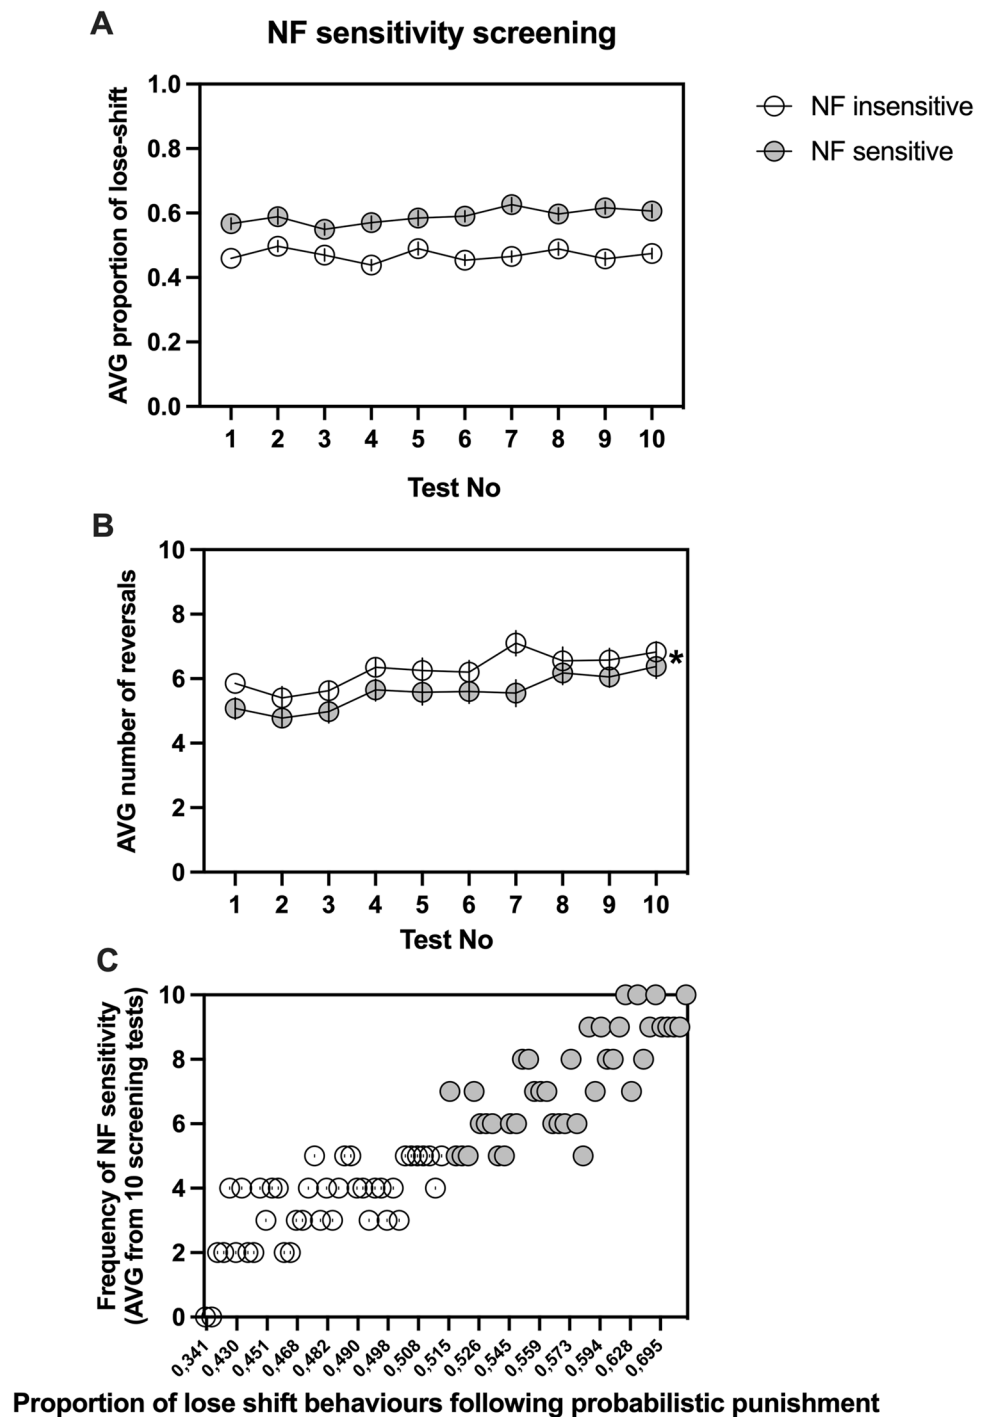 A
NF sensitivity screening
NF insensitive
NF sensitive
AVG proportion of lose-shift
1.0
0.8
0.6
0.4
0.2
0.0
1 2 3 4 5 6 7 8 9 10
Test No
B
AVG number of reversals
10
8
6
4
2
0
*
1 2 3 4 5 6 7 8 9 10
Test No
C
Frequency of NF sensitivity
(AVG from 10 screening tests)
10
8
6
4
2
0
0,341 0,430 0,451 0,468 0,482 0,490 0,498 0,508 0,515 0,526 0,545 0,559 0,573 0,594 0,628 0,695
Proportion of lose shift behaviours following probabilistic punishment